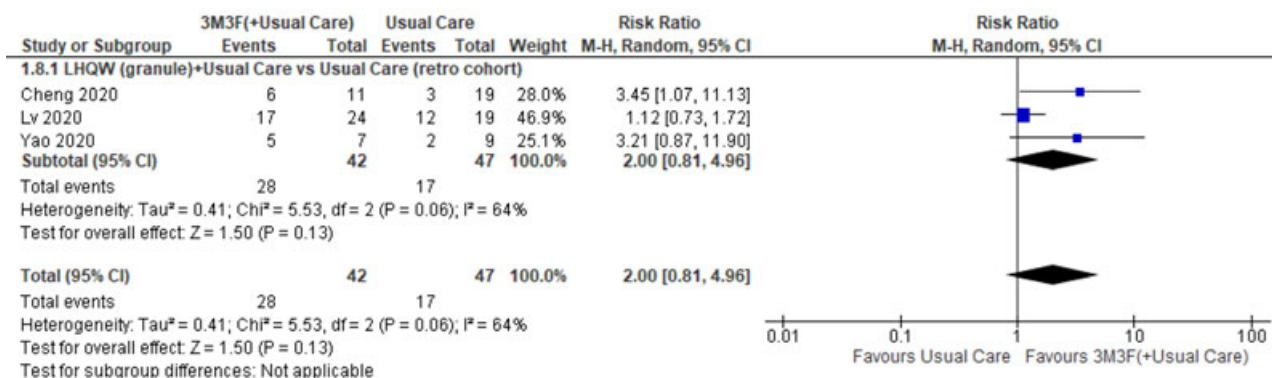 3M3F(+Usual Care) Usual Care Risk Ratio Risk Ratio
Study or Subgroup Events Total Events Total Weight M-H, Random, 95% CI M-H, Random, 95% CI
1.8.1 LHQW (granule)+Usual Care vs Usual Care (retro cohort)
Cheng 2020 6 11 3 19 28.0% 3.45 [1.07, 11.13]
Lv 2020 17 24 12 19 46.9% 1.12 [0.73, 1.72]
Yao 2020 5 7 2 9 25.1% 3.21 [0.87, 11.90]
Subtotal (95% CI) 42 47 100.0% 2.00 [0.81, 4.96]
Total events 28 17
Heterogeneity: Tau² = 0.41; Chi² = 5.53, df = 2 (P = 0.06); I² = 64%
Test for overall effect: Z = 1.50 (P = 0.13)
Total (95% CI) 42 47 100.0% 2.00 [0.81, 4.96]
Total events 28 17
Heterogeneity: Tau² = 0.41; Chi² = 5.53, df = 2 (P = 0.06); I² = 64%
Test for overall effect: Z = 1.50 (P = 0.13)
Test for subgroup differences: Not applicable
0.01 0.1 1 10 100
Favours Usual Care Favours 3M3F(+Usual Care)